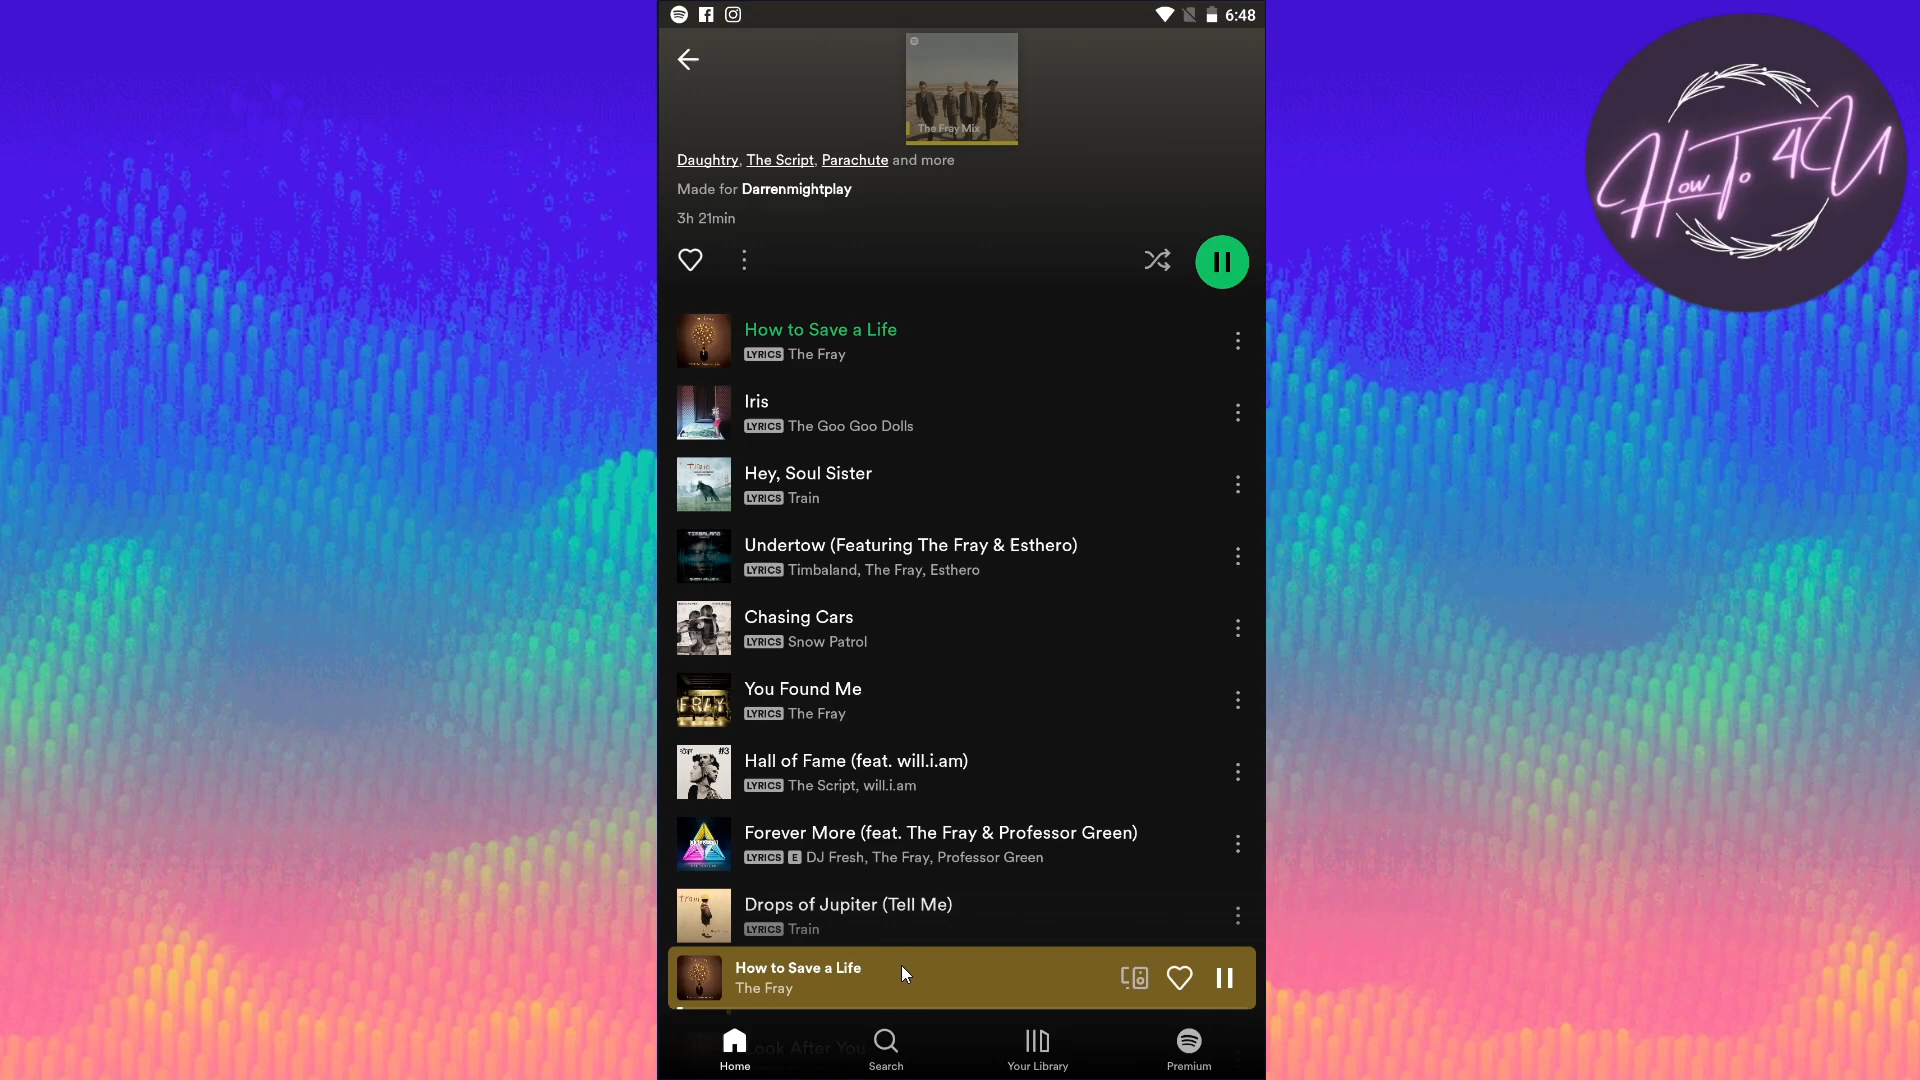 6:48
The Fray Mix
How To 4U
Daughtry, The Script, Parachute and more
Made for Darrenmightplay
3h 21min
How to Save a Life
LYRICS The Fray
Iris
LYRICS The Goo Goo Dolls
Hey, Soul Sister
LYRICS Train
Undertow (Featuring The Fray & Esthero)
LYRICS Timbaland, The Fray, Esthero
Chasing Cars
LYRICS Snow Patrol
You Found Me
LYRICS The Fray
Hall of Fame (feat. will.i.am)
LYRICS The Script, will.i.am
Forever More (feat. The Fray & Professor Green)
LYRICS E DJ Fresh, The Fray, Professor Green
Drops of Jupiter (Tell Me)
LYRICS Train
How to Save a Life
The Fray
Look After You
Home Search Your Library Premium